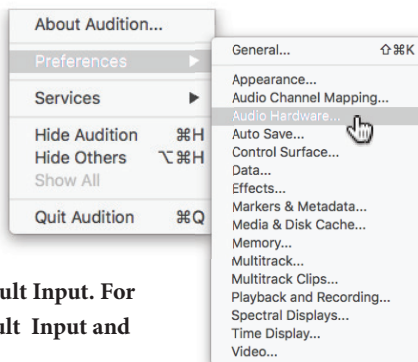 About Audition...
Preferences ▶
Services ▶
Hide Audition ⌘H
Hide Others ⌥⌘H
Show All
Quit Audition ⌘Q
General... ⇧⌘K
Appearance...
Audio Channel Mapping...
Audio Hardware...
Auto Save...
Control Surface...
Data...
Effects...
Markers & Metadata...
Media & Disk Cache...
Memory...
Multitrack...
Multitrack Clips...
Playback and Recording...
Spectral Displays...
Time Display...
Video...
ult Input. For
ult Input and